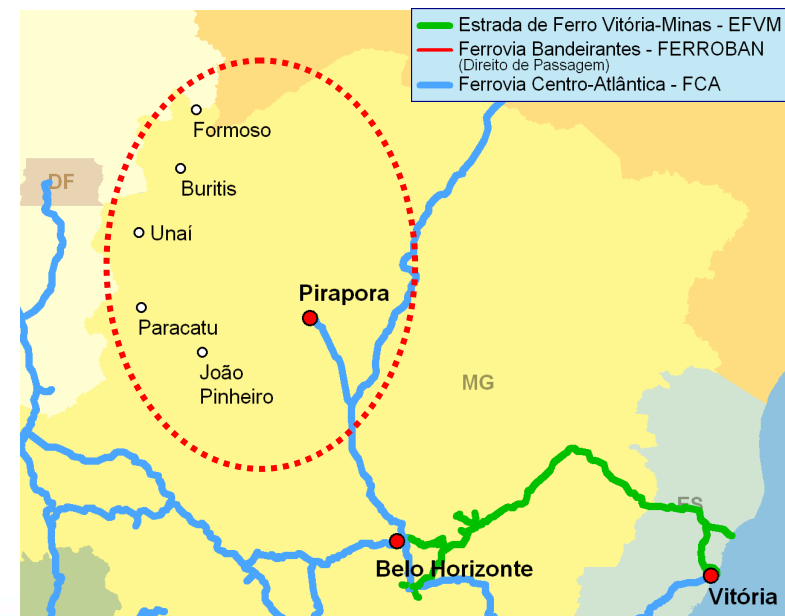 Estrada de Ferro Vitória-Minas - EFVM
Ferrovia Bandeirantes - FERROBAN
(Direito de Passagem)
Ferrovia Centro-Atlântica - FCA
Formoso
DF
Buritis
Unaí
Pirapora
Paracatu
João
Pinheiro
MG
ES
Belo Horizonte
Vitória